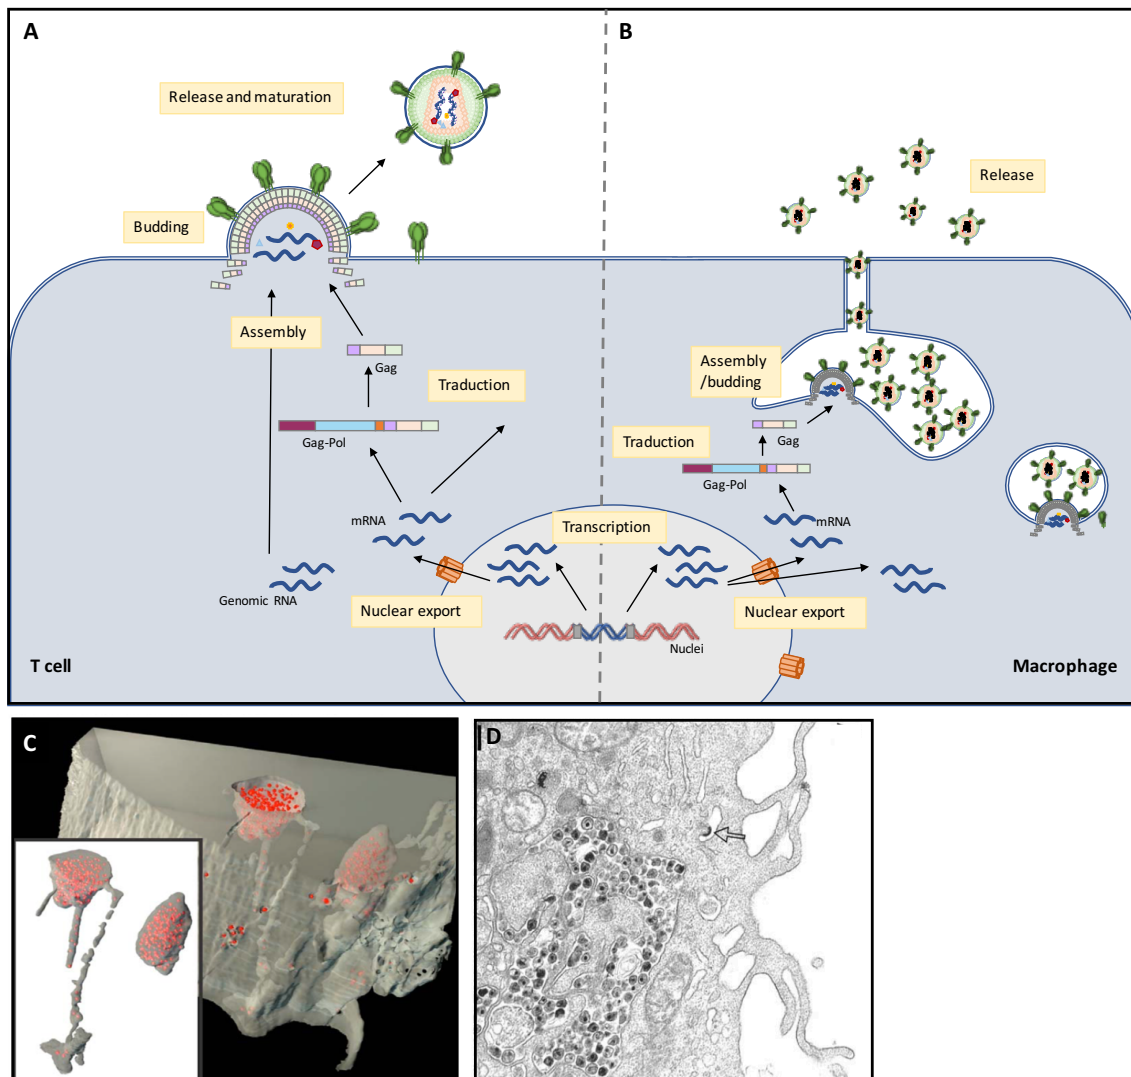 A
Release and maturation
Budding
Assembly
Gag
Traduction
Gag-Pol
mRNA
Genomic RNA
Nuclear export
Transcription
T cell
B
Release
Assembly
/budding
Gag
Traduction
Gag-Pol
mRNA
Nuclear export
Nuclei
Macrophage
C
D